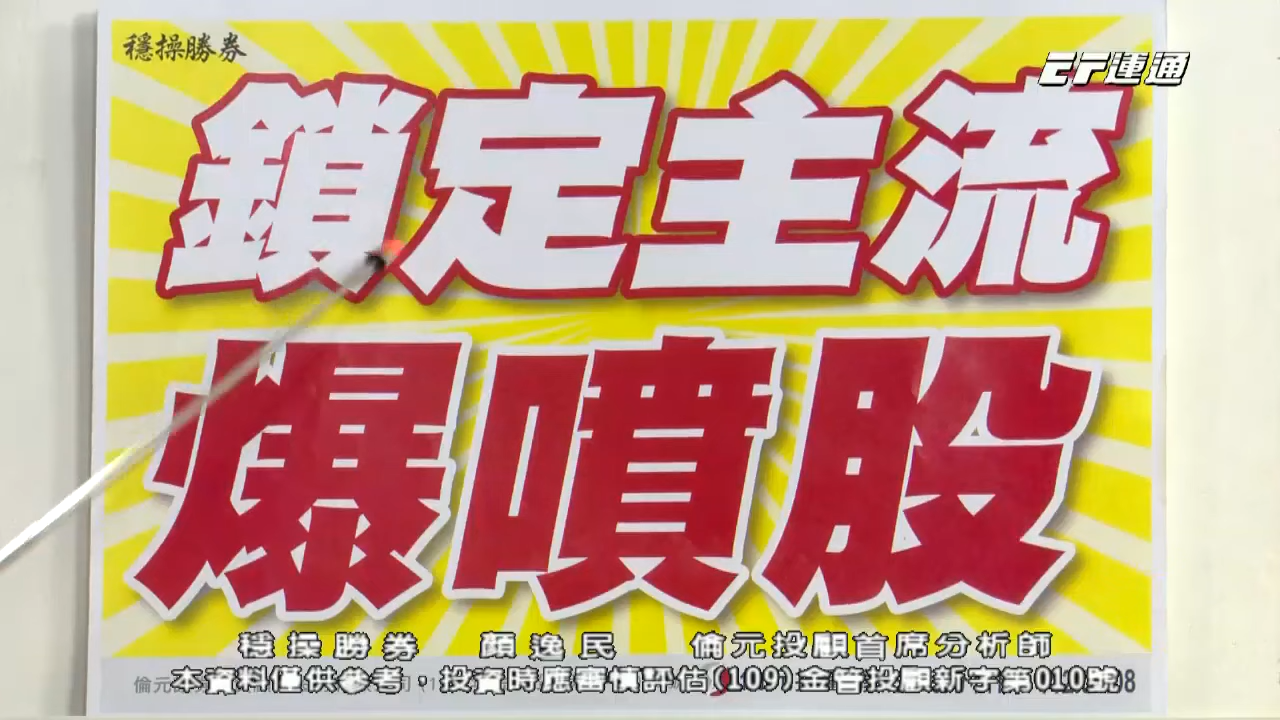 穩操勝券
ET運通
鎖定主流
爆噴股
穩操勝券 顏逸民 倫元投顧首席分析師
本資料僅供參考，投資時應審慎評估(109)金管投顧新字第010號
倫元